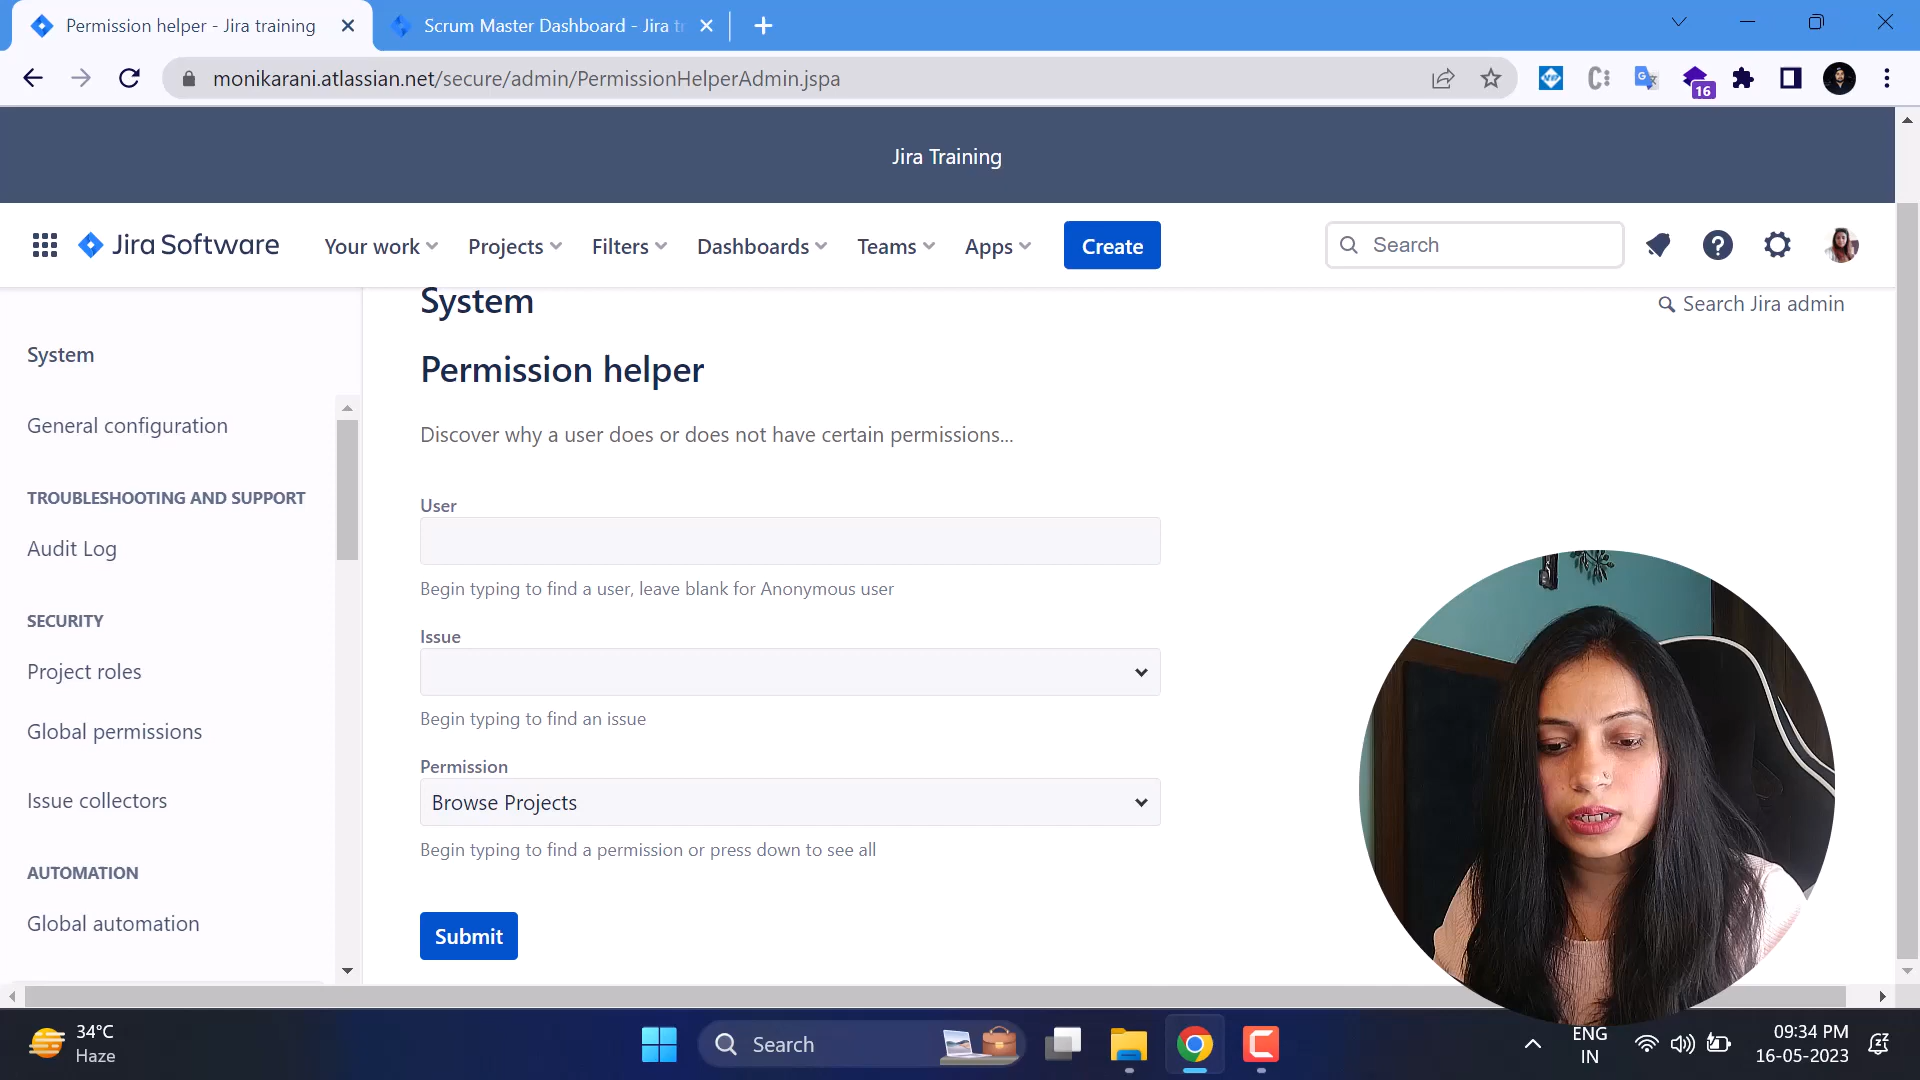 Permission helper - Jira training
Scrum Master Dashboard - Jira tr
monikarani.atlassian.net/secure/admin/PermissionHelperAdmin.jspa
16
Jira Training
Jira Software
Your work
Projects
Filters
Dashboards
Teams
Apps
Create
Search
System
Search Jira admin
System
General configuration
TROUBLESHOOTING AND SUPPORT
Audit Log
SECURITY
Project roles
Global permissions
Issue collectors
AUTOMATION
Global automation
Permission helper
Discover why a user does or does not have certain permissions...
User
Begin typing to find a user, leave blank for Anonymous user
Issue
Begin typing to find an issue
Permission
Browse Projects
Begin typing to find a permission or press down to see all
Submit
34°C
Haze
Search
ENG
IN
09:34 PM
16-05-2023